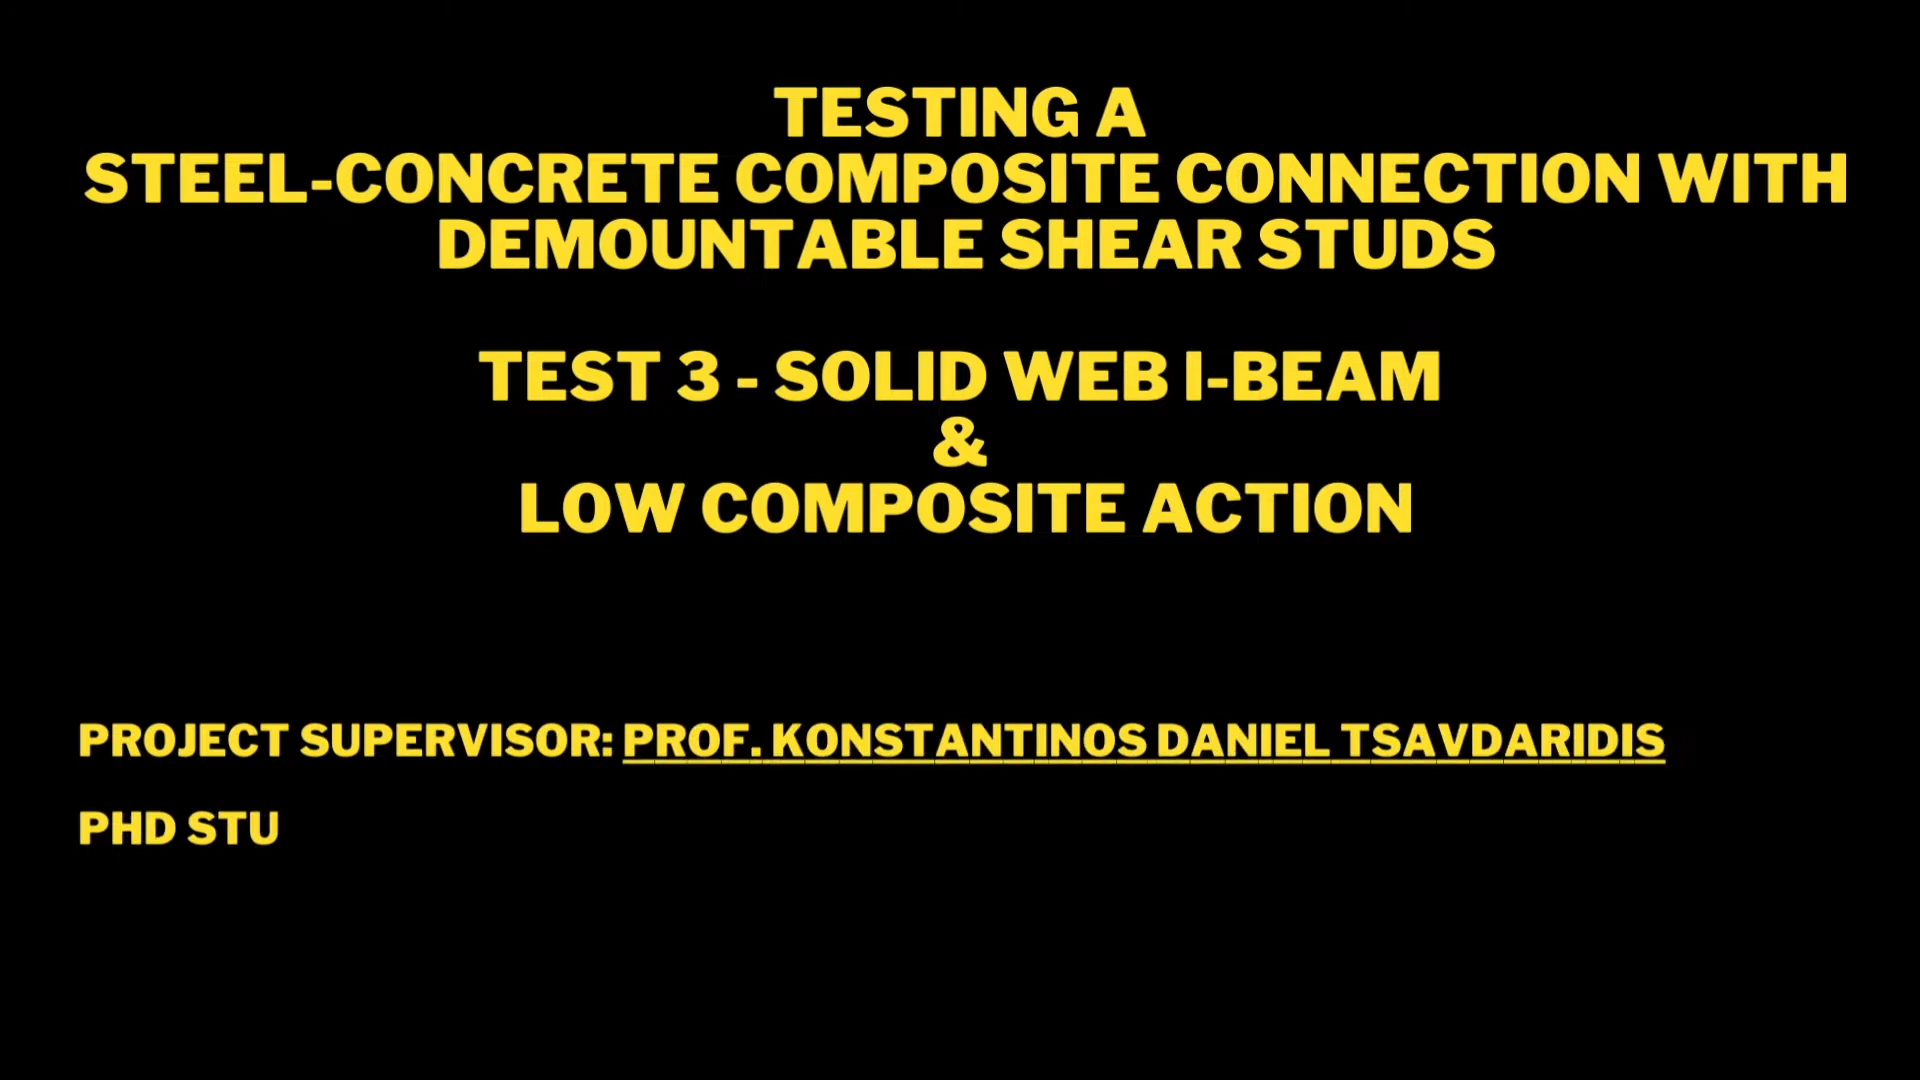 TESTING A
STEEL-CONCRETE COMPOSITE CONNECTION WITH
DEMOUNTABLE SHEAR STUDS
TEST 3 - SOLID WEB I-BEAM
&
LOW COMPOSITE ACTION
PROJECT SUPERVISOR: PROF. KONSTANTINOS DANIEL TSAVDARIDIS
PHD STU